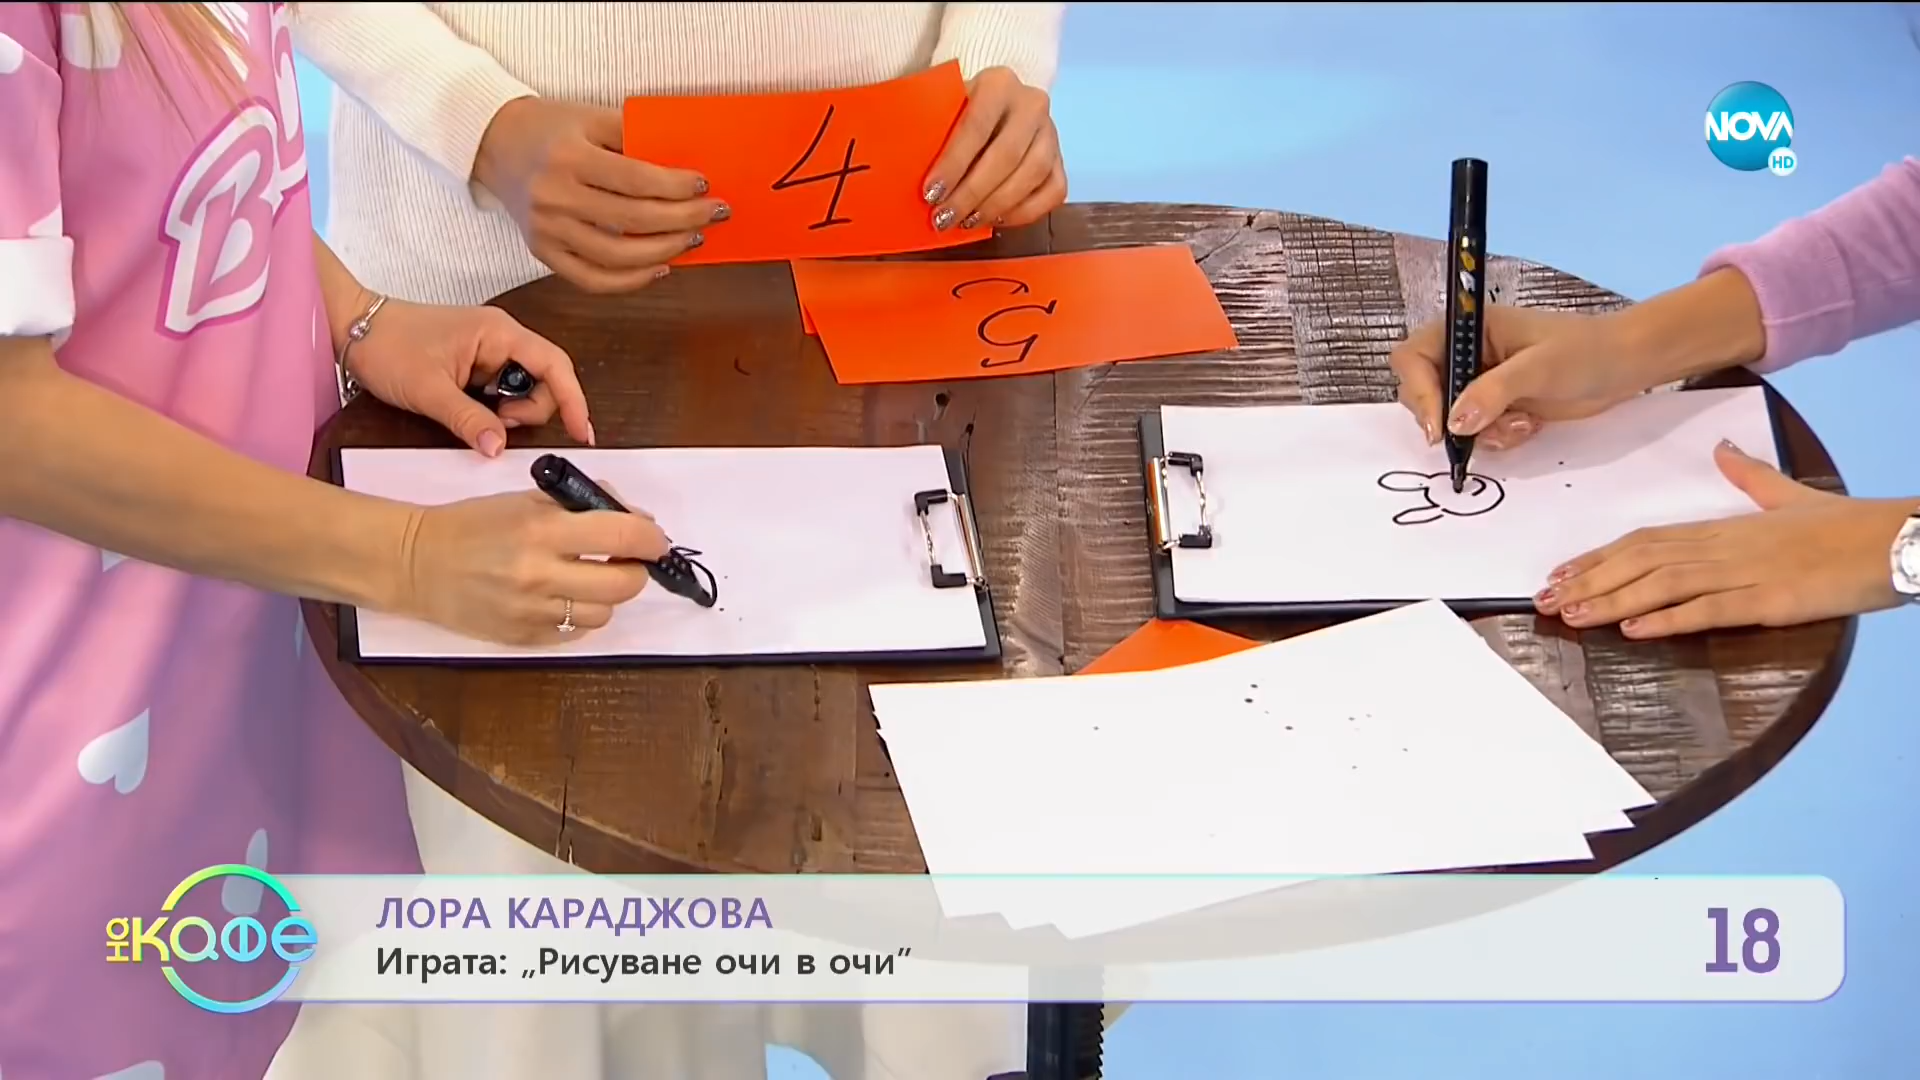 NOVA
HD
4
5
B
на кафе
ЛОРА КАРАДЖОВА
Играта: „Рисуване очи в очи”
18